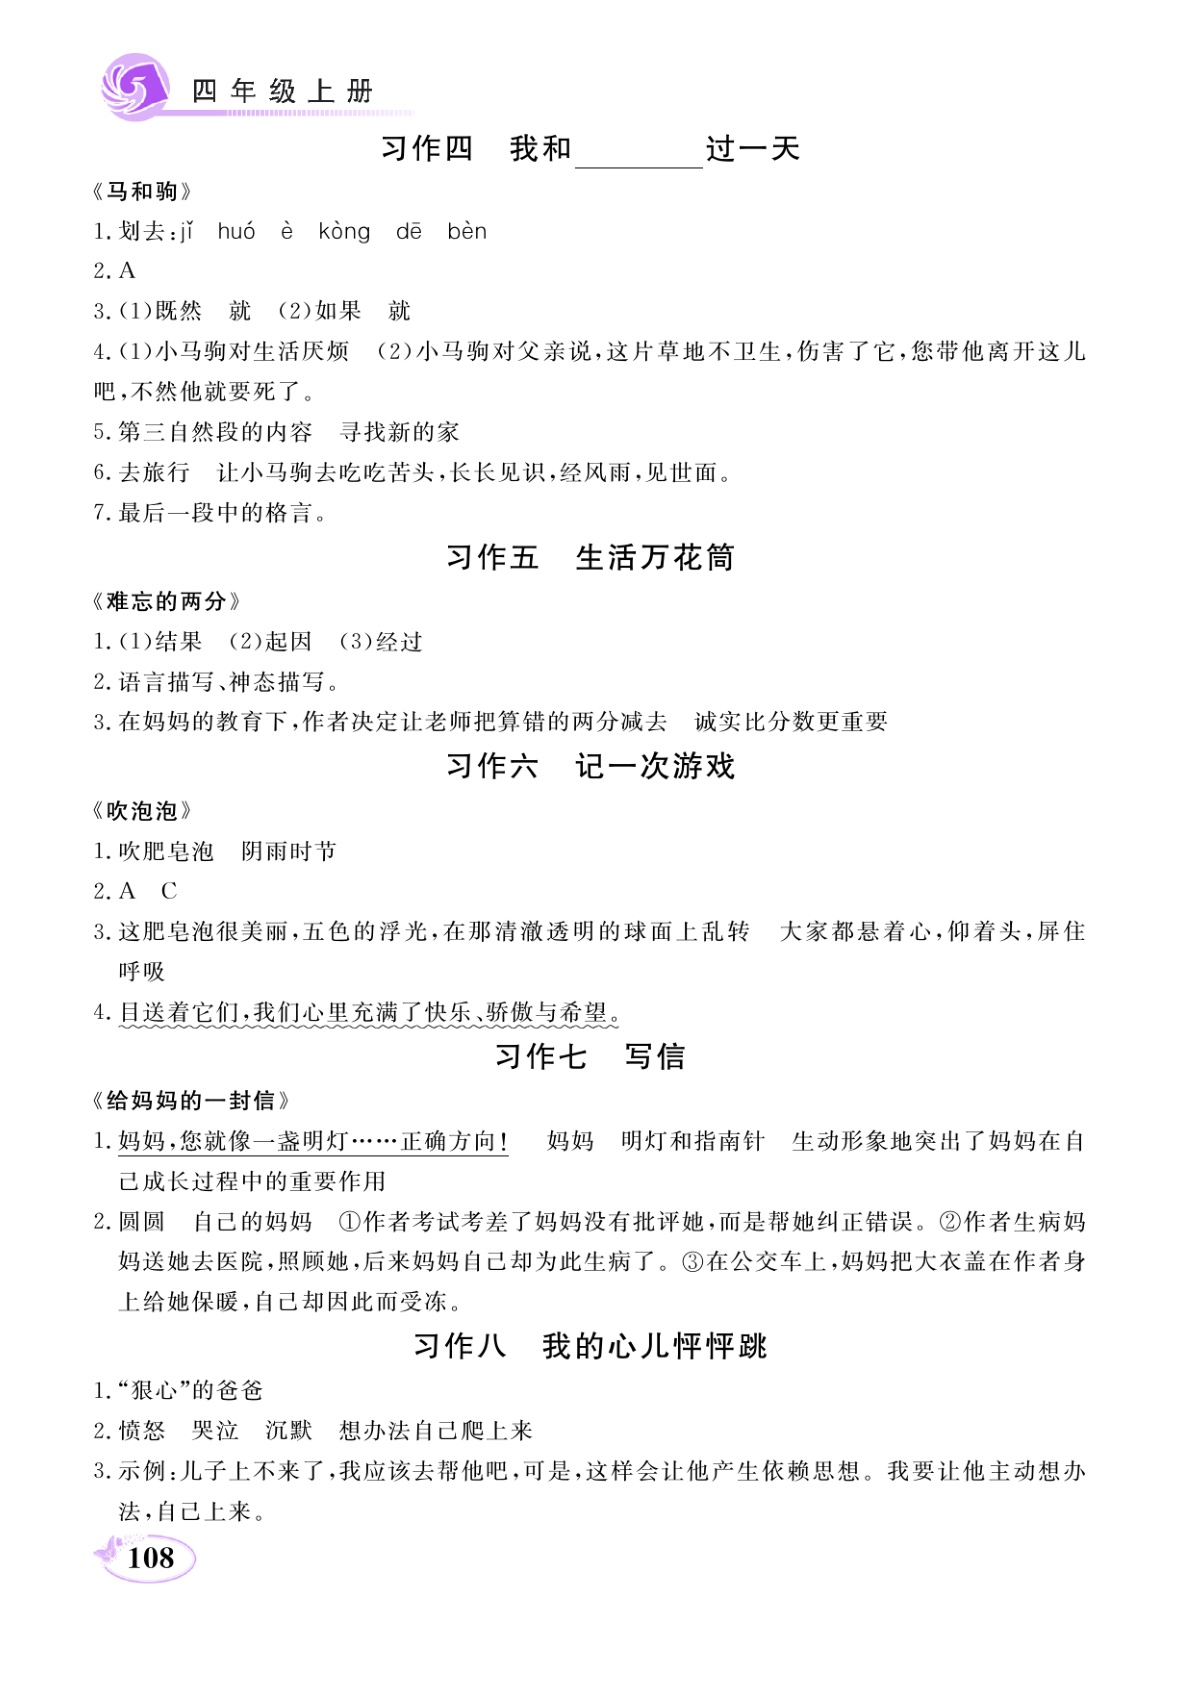 四年级上册
习作四　我和________过一天
《马和驹》
1. 划去:jǐ　huó　è　kòng　dē　bèn
2. A
3. (1)既然　就　(2)如果　就
4. (1)小马驹对生活厌烦　(2)小马驹对父亲说,这片草地不卫生,伤害了它,您带他离开这儿
吧,不然他就要死了。
5. 第三自然段的内容　寻找新的家
6. 去旅行　让小马驹去吃吃苦头,长长见识,经风雨,见世面。
7. 最后一段中的格言。
习作五　生活万花筒
《难忘的两分》
1. (1)结果　(2)起因　(3)经过
2. 语言描写、神态描写。
3. 在妈妈的教育下,作者决定让老师把算错的两分减去　诚实比分数更重要
习作六　记一次游戏
《吹泡泡》
1. 吹肥皂泡　阴雨时节
2. A　C
3. 这肥皂泡很美丽,五色的浮光,在那清澈透明的球面上乱转　大家都悬着心,仰着头,屏住
呼吸
4. 目送着它们,我们心里充满了快乐、骄傲与希望。
习作七　写信
《给妈妈的一封信》
1. 妈妈,您就像一盏明灯……正确方向!　妈妈　明灯和指南针　生动形象地突出了妈妈在自
己成长过程中的重要作用
2. 圆圆　自己的妈妈　①作者考试考差了妈妈没有批评她,而是帮她纠正错误。②作者生病妈
妈送她去医院,照顾她,后来妈妈自己却为此生病了。③在公交车上,妈妈把大衣盖在作者身
上给她保暖,自己却因此而受冻。
习作八　我的心儿怦怦跳
1. “狠心”的爸爸
2. 愤怒　哭泣　沉默　想办法自己爬上来
3. 示例:儿子上不来了,我应该去帮他吧,可是,这样会让他产生依赖思想。我要让他主动想办
法,自己上来。
108